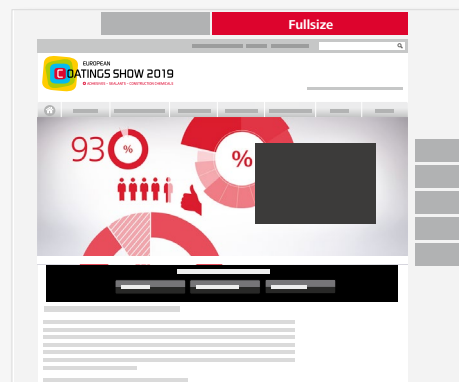 Fullsize
EUROPEAN
COATINGS SHOW 2019
ADHESIVES • SEALANTS • CONSTRUCTION CHEMICALS
93 %
%